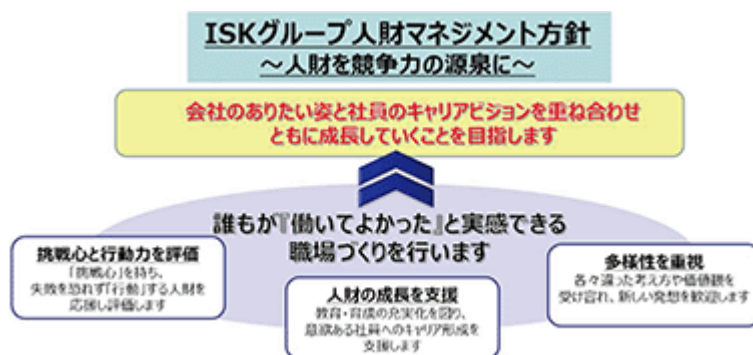 ISKグループ人財マネジメント方針
~人財を競争力の源泉に~
会社のありたい姿と社員のキャリアビジョンを重ね合わせ
ともに成長していくことを目指します
誰もが『働いてよかった』と実感できる
職場づくりを行います
挑戦心と行動力を評価
「挑戦心」を持ち、
失敗を恐れず「行動」する人財を
応援し評価します
人財の成長を支援
教育・育成の充実化を図り、
意欲ある社員へのキャリア形成を
支援します
多様性を重視
各々違った考え方や価値観を
受け容れ、新しい発想を歓迎します